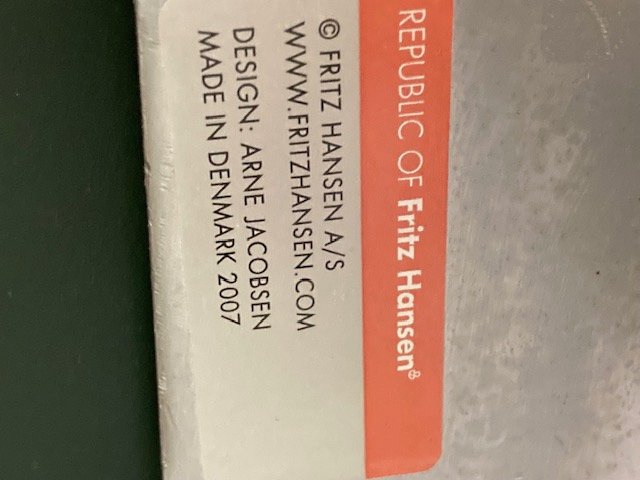 REPUBLIC OF Fritz Hansen®
© FRITZ HANSEN A/S
WWW.FRITZHANSEN.COM
DESIGN: ARNE JACOBSEN
MADE IN DENMARK 2007